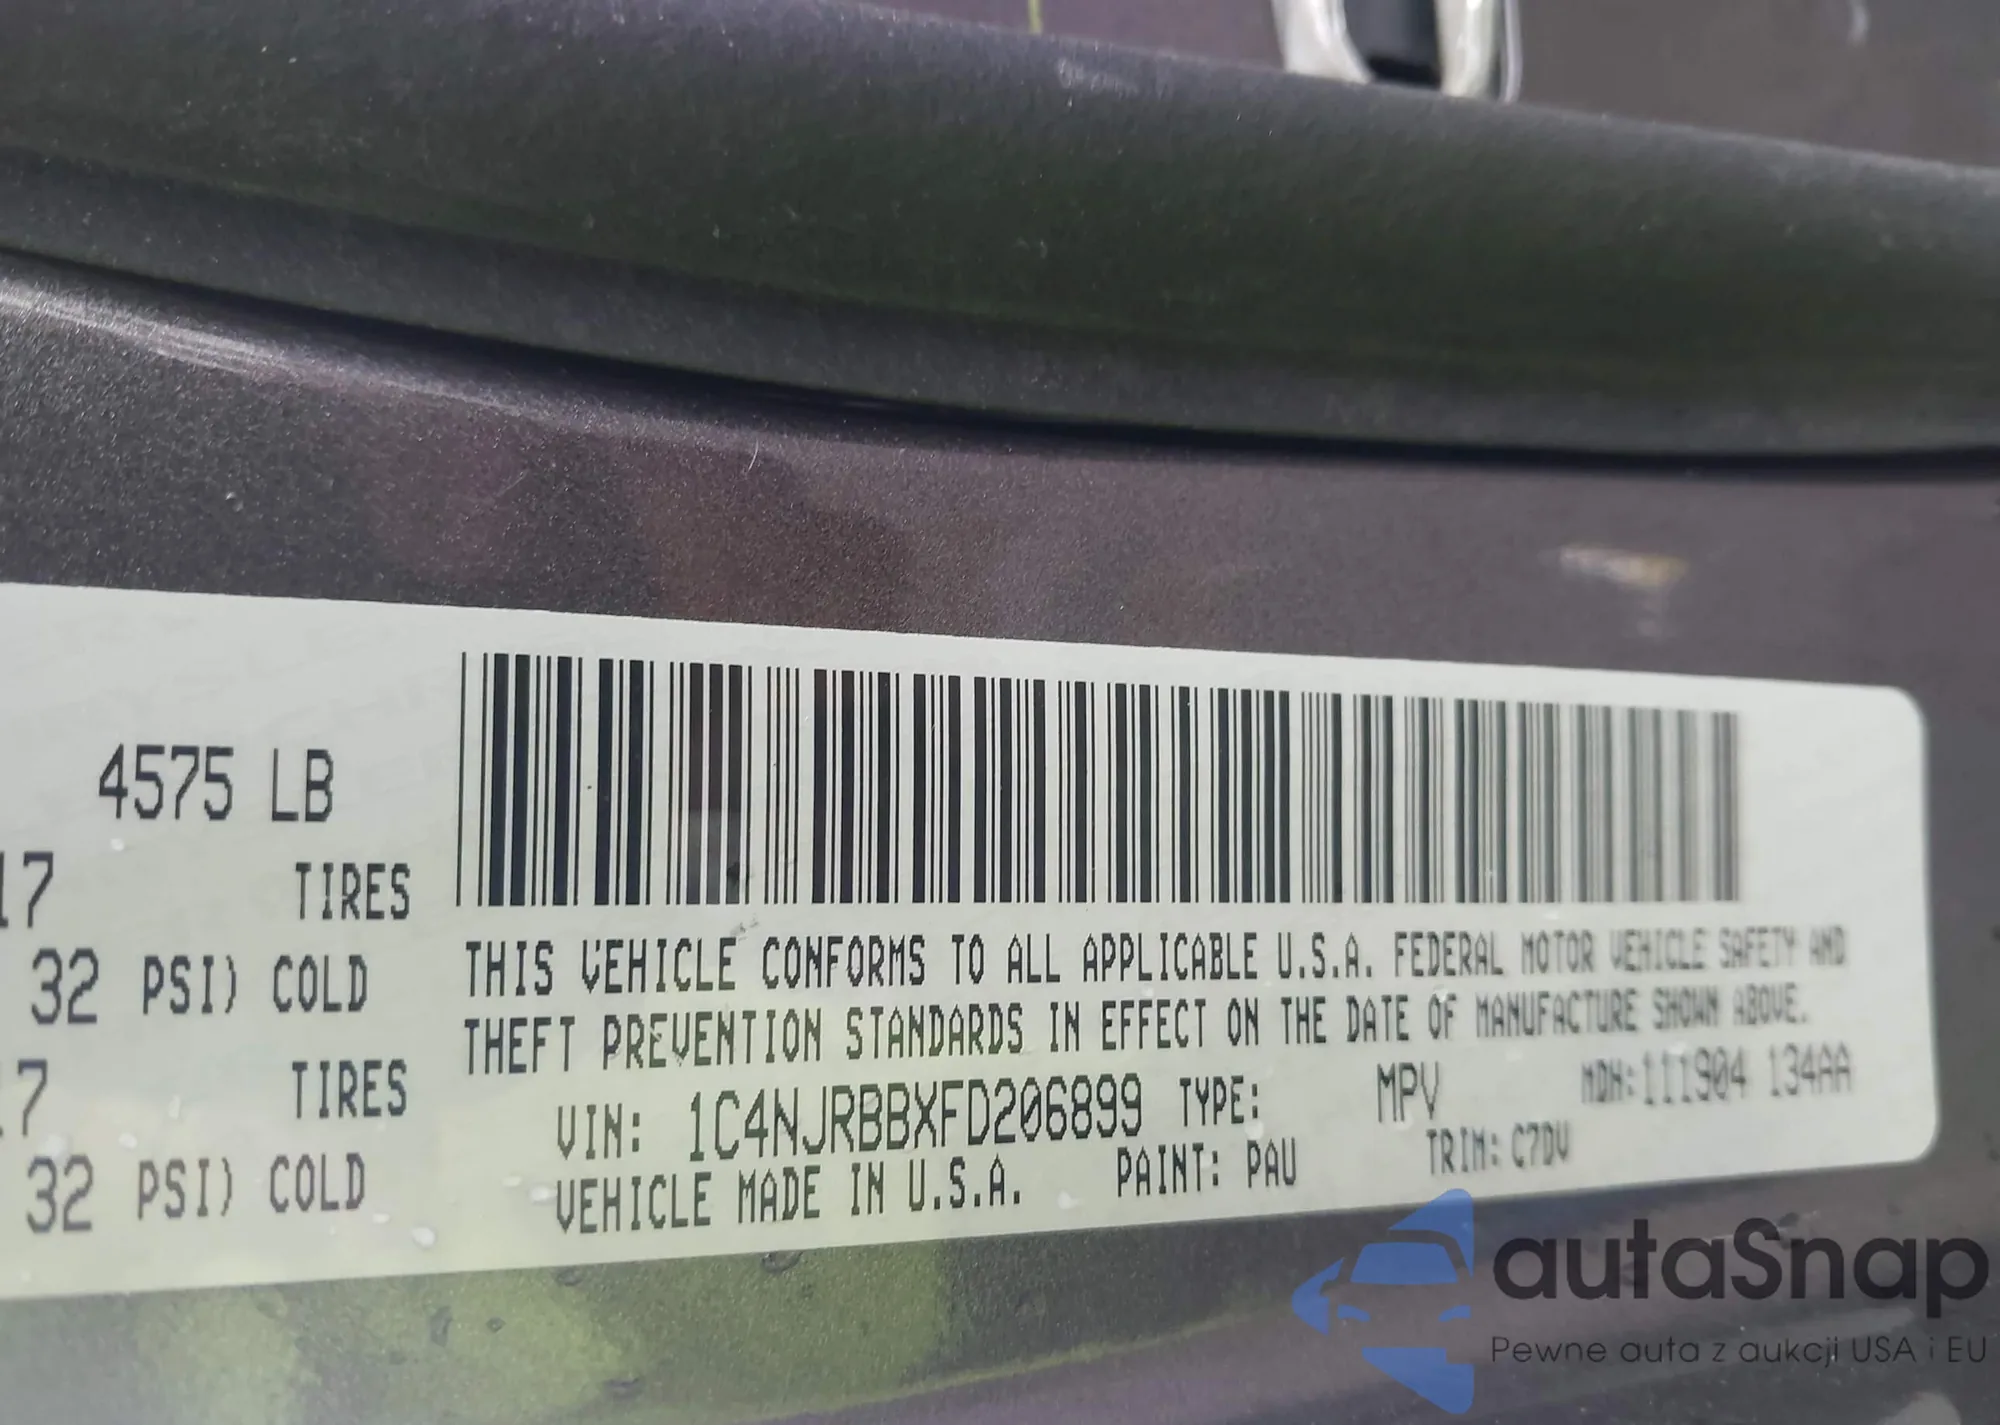 4575 LB
17 TIRES
32 PSI) COLD
17 TIRES
32 PSI) COLD
THIS VEHICLE CONFORMS TO ALL APPLICABLE U.S.A. FEDERAL MOTOR VEHICLE SAFETY AND
THEFT PREVENTION STANDARDS IN EFFECT ON THE DATE OF MANUFACTURE SHOWN ABOVE.
VIN: 1C4NJRBBXFD206899 TYPE: MPV MDH:111904 134AA
VEHICLE MADE IN U.S.A. PAINT: PAU TRIM: C7DV
autaSnap
Pewne auta z aukcji USA i EU